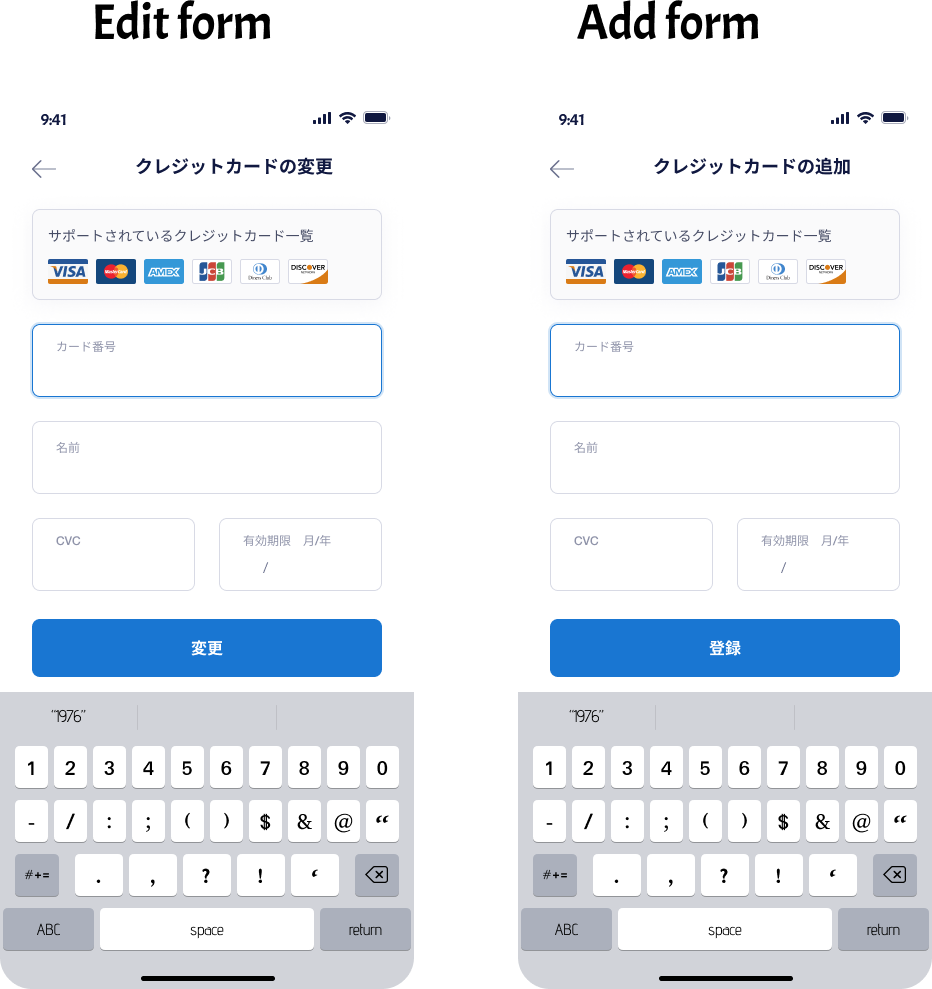 Edit form
9:41
クレジットカードの変更
サポートされているクレジットカード一覧
VISA MasterCard AMEX JCB Diners Club DISCOVER NETWORK
カード番号
名前
CVC
有効期限 月/年
/
変更
“1976”
1 2 3 4 5 6 7 8 9 0
- / : ; ( ) $ & @ “
#+= . , ? ! ‘
ABC space return
Add form
9:41
クレジットカードの追加
サポートされているクレジットカード一覧
VISA MasterCard AMEX JCB Diners Club DISCOVER NETWORK
カード番号
名前
CVC
有効期限 月/年
/
登録
“1976”
1 2 3 4 5 6 7 8 9 0
- / : ; ( ) $ & @ “
#+= . , ? ! ‘
ABC space return